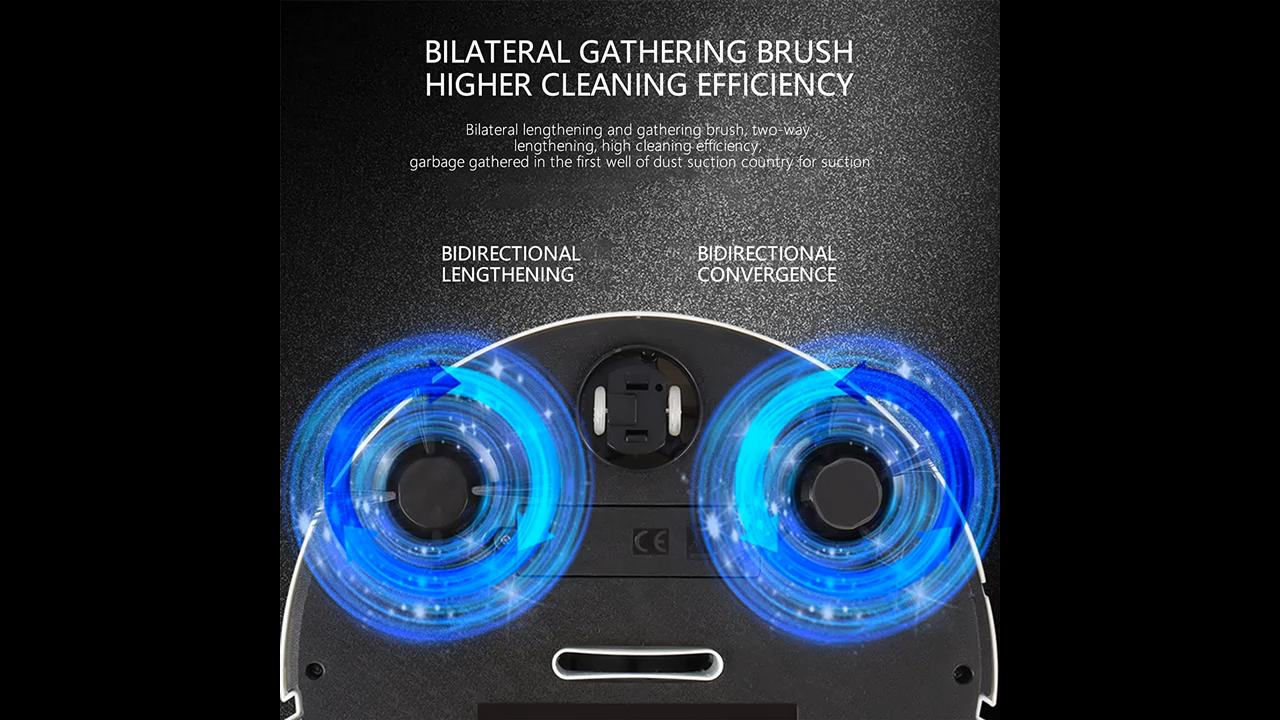 BILATERAL GATHERING BRUSH
HIGHER CLEANING EFFICIENCY
Bilateral lengthening and gathering brush, two-way
lengthening, high cleaning efficiency,
garbage gathered in the first well of dust suction country for suction
BIDIRECTIONAL
LENGTHENING
BIDIRECTIONAL
CONVERGENCE
CE